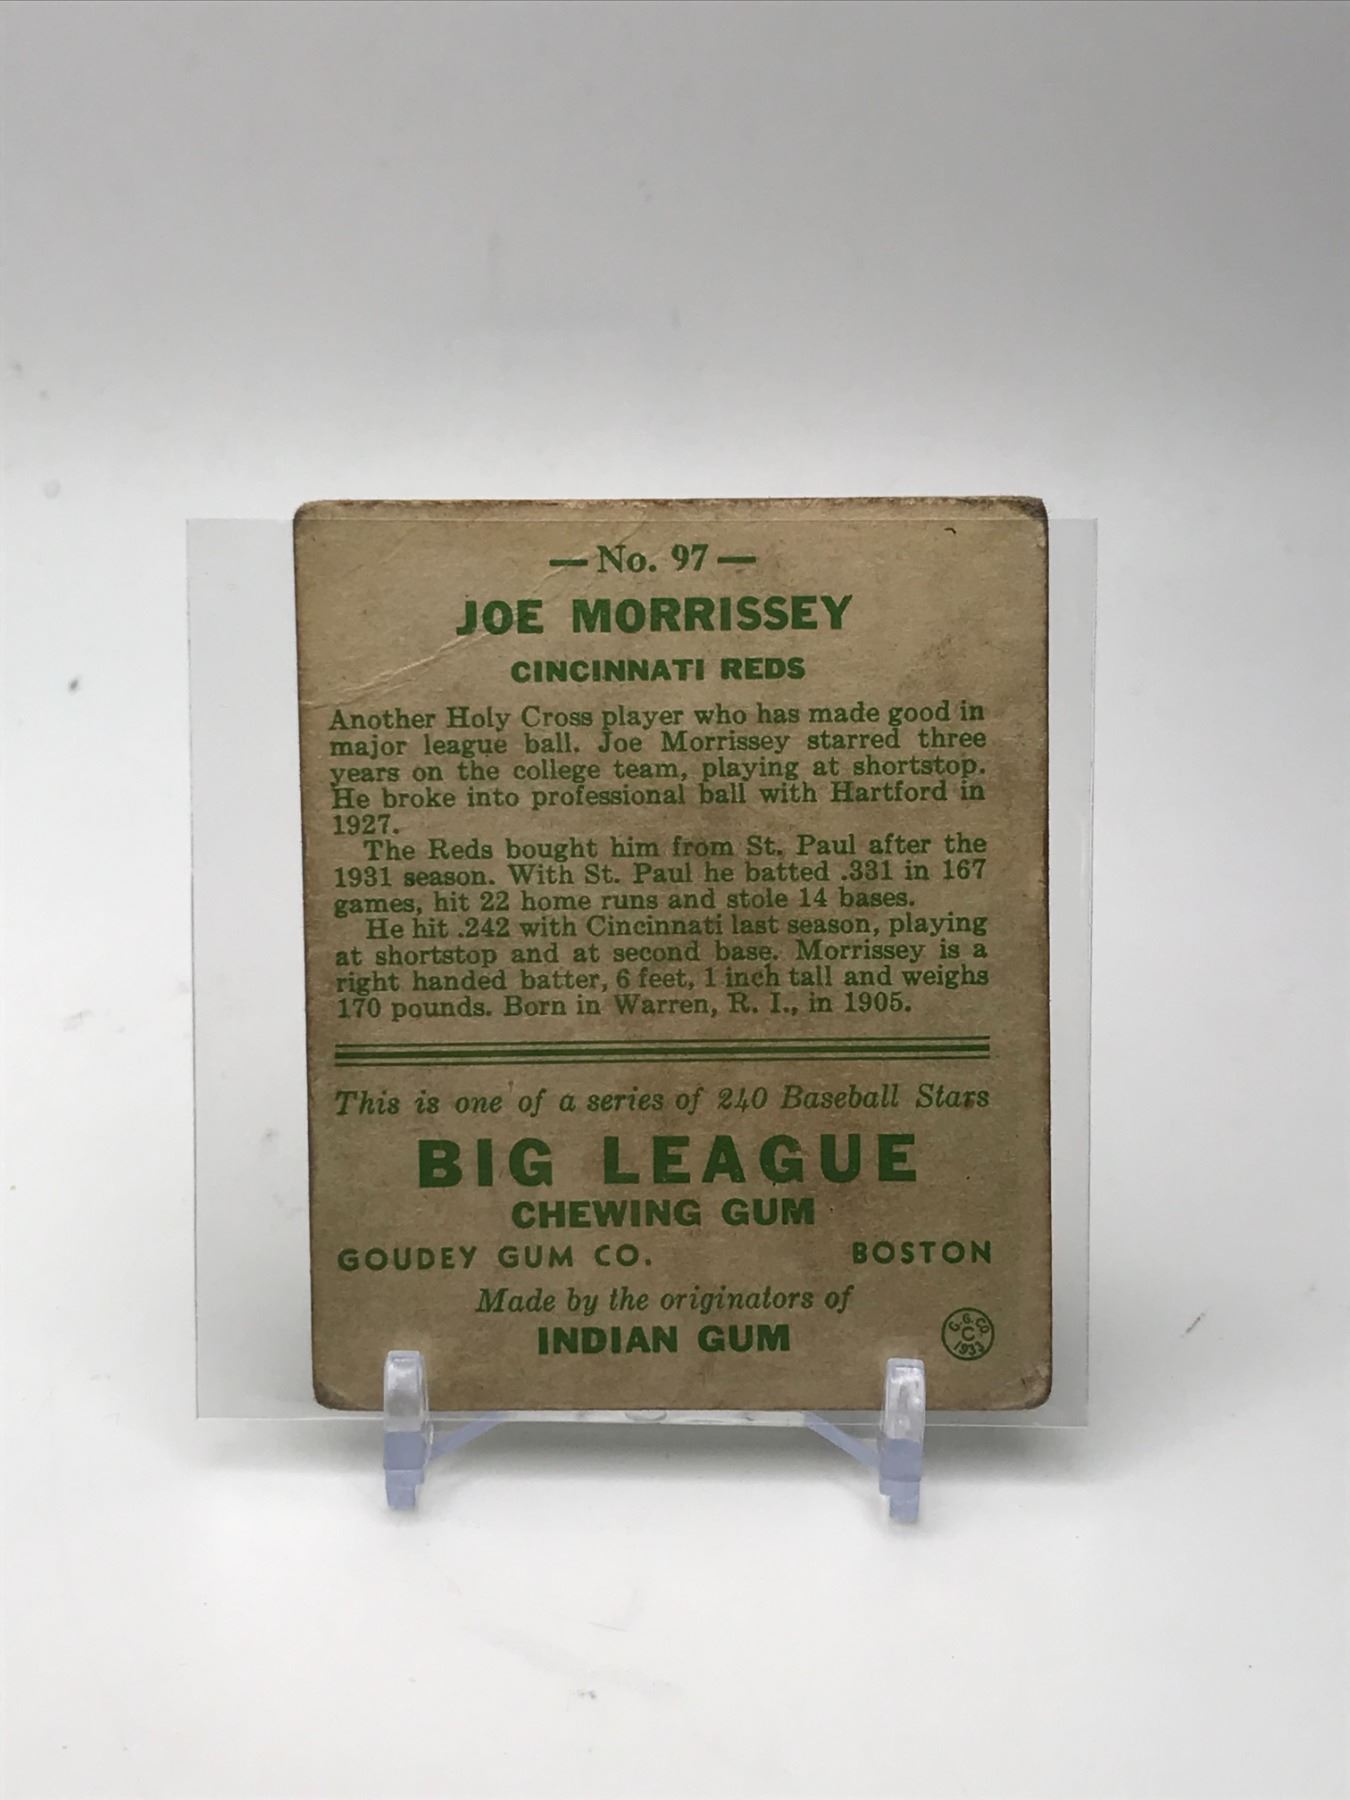 — No. 97 —
JOE MORRISSEY
CINCINNATI REDS
Another Holy Cross player who has made good in
major league ball. Joe Morrissey starred three
years on the college team, playing at shortstop.
He broke into professional ball with Hartford in
1927.
The Reds bought him from St. Paul after the
1931 season. With St. Paul he batted .331 in 167
games, hit 22 home runs and stole 14 bases.
He hit .242 with Cincinnati last season, playing
at shortstop and at second base. Morrissey is a
right handed batter, 6 feet, 1 inch tall and weighs
170 pounds. Born in Warren, R. I., in 1905.
This is one of a series of 240 Baseball Stars
BIG LEAGUE
CHEWING GUM
GOUDEY GUM CO. BOSTON
Made by the originators of
INDIAN GUM
G. G. CO.
C
1933